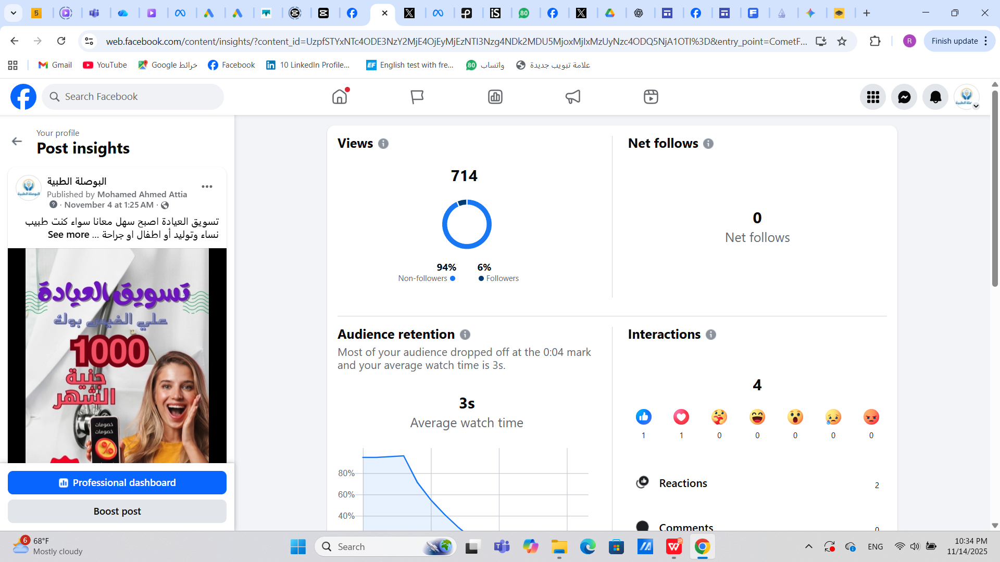 5
80
Finish update
R
web.facebook.com/content/insights/?content_id=UzpfSTYxNTc4ODE3NzY2MjE4OjEyMjEzNTI3Nzg4NDk2MDU5MjoxMjIxMzUyNzc4ODQ5NjA1OTI%3D&entry_point=CometF...
Gmail
YouTube
خرائط Google
Facebook
10 LinkedIn Profile...
EF
English test with fre...
80
واتساب
علامة تبويب جديدة
Search Facebook
Your profile
Post insights
البوصلة الطبية
Published by Mohamed Ahmed Attia
· November 4 at 1:25 AM ·
تسويق العيادة اصبح سهل معانا سواء كنت طبيب
نساء وتوليد أو اطفال او جراحة ... See more
تسويق العيادة
علي الفيس بوك
1000
جنية
الشهر
خصومات
خصومات
%
Professional dashboard
Boost post
Views
714
94%
6%
Non-followers
Followers
Net follows
0
Net follows
Audience retention
Most of your audience dropped off at the 0:04 mark
and your average watch time is 3s.
3s
Average watch time
80%
60%
40%
Interactions
4
1
1
0
0
0
0
0
Reactions
2
Comments
0
6
68°F
Mostly cloudy
Search
ENG
10:34 PM
11/14/2025